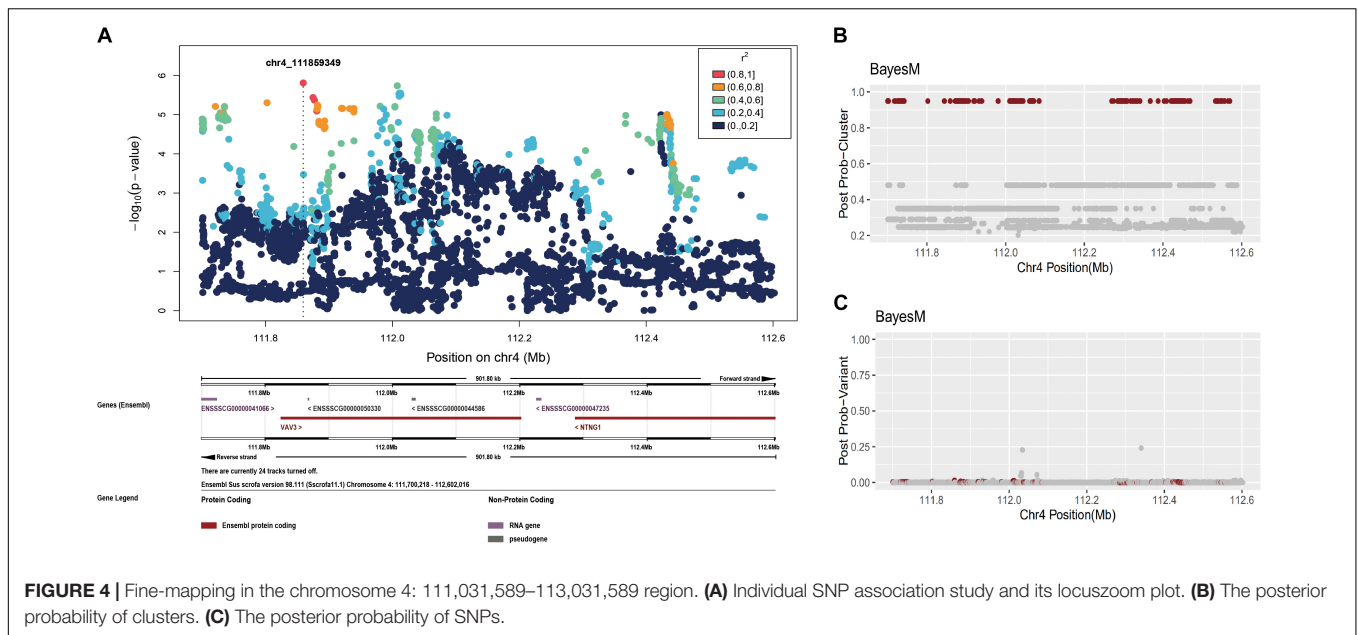 A
chr4_111859349
r²
(0.8,1]
(0.6,0.8]
(0.4,0.6]
(0.2,0.4]
(0.,0.2]
−log₁₀(p−value)
6
5
4
3
2
1
0
111.8 112.0 112.2 112.4 112.6
Position on chr4 (Mb)
901.80 kb Forward strand
111.8Mb 112.0Mb 112.2Mb 112.4Mb 112.6Mb
Genes (Ensembl)
ENSSSCG00000041066 > < ENSSSCG00000050330 < ENSSSCG00000044586 < ENSSSCG00000047235
VAV3 > < NTNG1
111.8Mb 112.0Mb 112.2Mb 112.4Mb 112.6Mb
Reverse strand 901.80 kb
There are currently 24 tracks turned off.
Ensembl Sus scrofa version 98.111 (Sscrofa11.1) Chromosome 4: 111,700,218 - 112,602,016
Gene Legend Protein Coding Non-Protein Coding
Ensembl protein coding RNA gene
pseudogene
B
BayesM
Post Prob−Cluster
1.0
0.8
0.6
0.4
0.2
111.8 112.0 112.2 112.4 112.6
Chr4 Position(Mb)
C
BayesM
Post Prob−Variant
1.00
0.75
0.50
0.25
0.00
111.8 112.0 112.2 112.4 112.6
Chr4 Position(Mb)
FIGURE 4 | Fine-mapping in the chromosome 4: 111,031,589–113,031,589 region. (A) Individual SNP association study and its locuszoom plot. (B) The posterior
probability of clusters. (C) The posterior probability of SNPs.